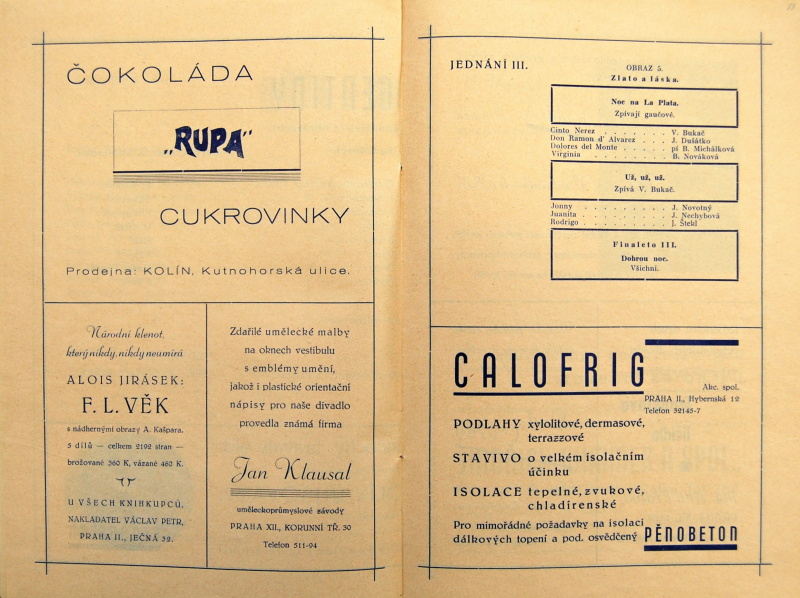 ČOKOLÁDA
„RUPA"
CUKROVINKY
Prodejna: KOLÍN, Kutnohorská ulice.
Národní klenot,
který nikdy, nikdy neumírá
ALOIS JIRÁSEK:
F. L. VĚK
s nádhernými obrazy A. Kašpara.
5 dílů — celkem 2192 stran —
brožované 360 K, vázané 460 K.
U VŠECH KNIHKUPCŮ,
NAKLADATEL VÁCLAV PETR,
PRAHA II., JEČNÁ 32.
Zdařilé umělecké malby
na oknech vestibulu
s emblémy umění,
jakož i plastické orientační
nápisy pro naše divadlo
provedla známá firma
Jan Klausal
uměleckoprůmyslové závody
PRAHA XII., KORUNNÍ TŘ. 30
Telefon 511-94
JEDNÁNÍ III.
OBRAZ 5.
Zlato a láska.
Noc na La Plata.
Zpívají gaučové.
Cinto Nerez . . . . . . . V. Bukač
Don Ramon d' Alvarez . . . . J. Dušátko
Dolores del Monte . . . . . pí B. Michálková
Virginia . . . . . . . . B. Nováková
Už, už, už.
Zpívá V. Bukač.
Jonny . . . . . . . . . J. Novotný
Juanita . . . . . . . . . J. Nechybová
Rodrigo . . . . . . . . . J. Štekl
Finaleto III.
Dobrou noc.
Všichni.
CALOFRIG
Akc. spol.
PRAHA II., Hybernská 12
Telefon 32145-7
PODLAHY xylolitové, dermasové,
terrazzové
STAVIVO o velkém isolačním
účinku
ISOLACE tepelné, zvukové,
chladírenské
Pro mimořádné požadavky na isolaci
dálkových topení a pod. osvědčený PĚNOBETON